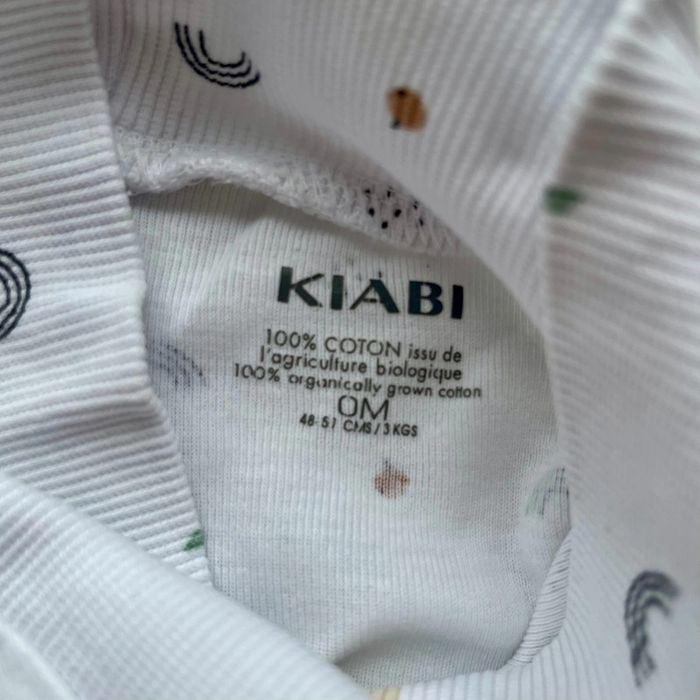 KIABI
100% COTON issu de
l'agriculture biologique
100% organically grown cotton
0M
48-51 CMS / 3 KGS